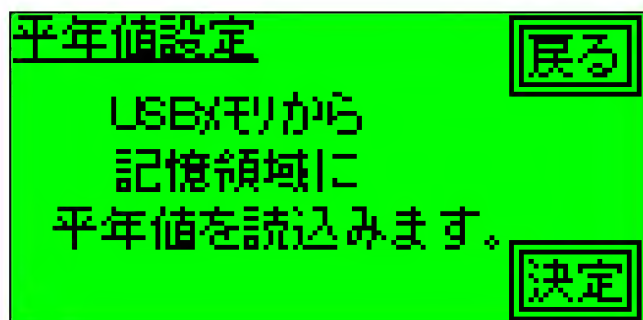 平年値設定
戻る
USBメモリから
記憶領域に
平年値を読込みます。
決定